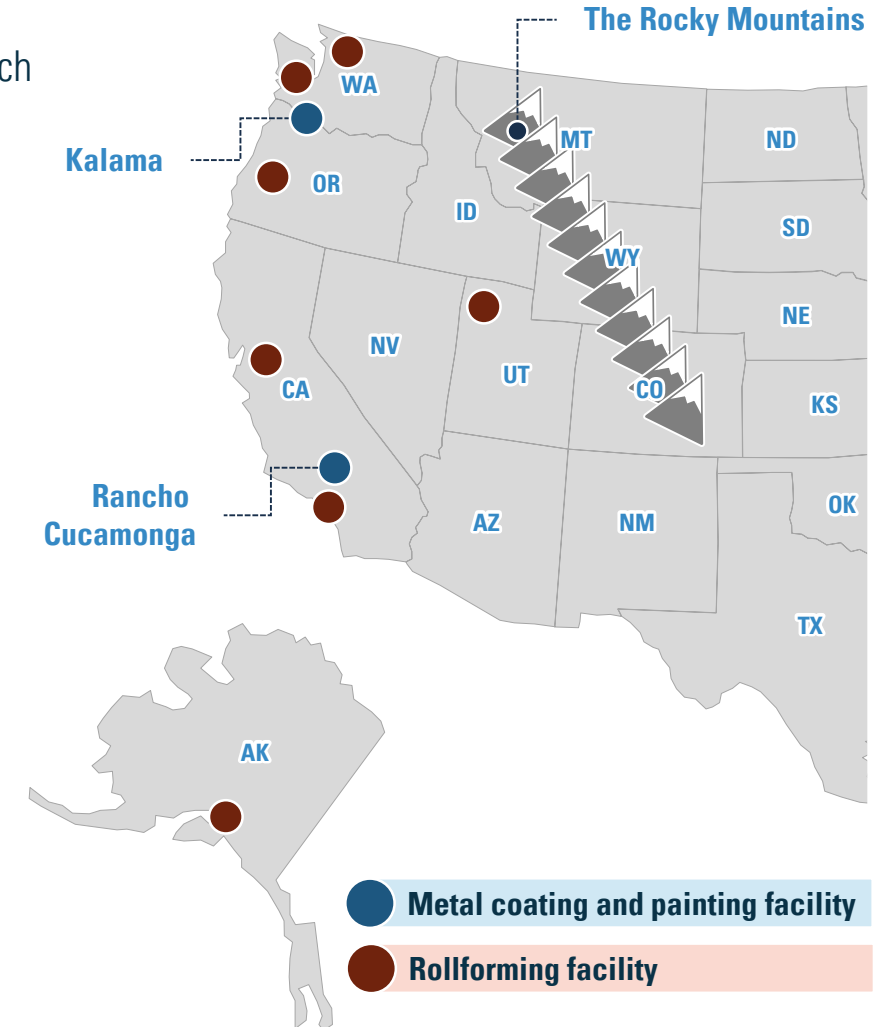 ch
The Rocky Mountains
WA
Kalama
MT
ND
OR
ID
SD
WY
NE
NV
UT
CA
CO
KS
Rancho
Cucamonga
AZ
NM
OK
TX
AK
Metal coating and painting facility
Rollforming facility